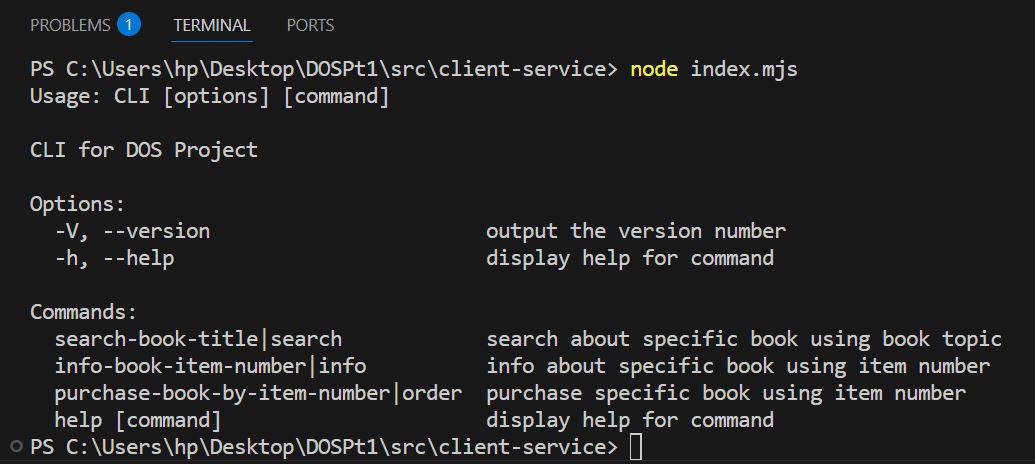 PROBLEMS 1 TERMINAL PORTS
PS C:\Users\hp\Desktop\DOSPt1\src\client-service> node index.mjs
Usage: CLI [options] [command]

CLI for DOS Project

Options:
  -V, --version                       output the version number
  -h, --help                          display help for command

Commands:
  search-book-title|search            search about specific book using book topic
  info-book-item-number|info          info about specific book using item number
  purchase-book-by-item-number|order  purchase specific book using item number
  help [command]                      display help for command
PS C:\Users\hp\Desktop\DOSPt1\src\client-service>